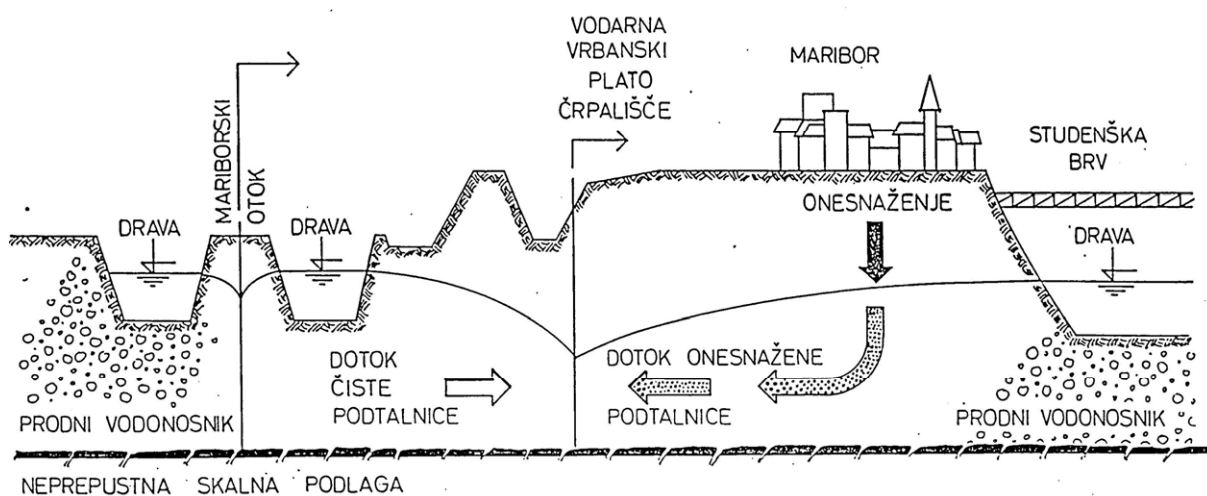 VODARNA
VRBANSKI
PLATO
ČRPALIŠČE
MARIBOR
STUDENŠKA
BRV
MARIBORSKI
OTOK
ONESNAŽENJE
DRAVA
DRAVA
DRAVA
DOTOK
ČISTE
PODTALNICE
DOTOK ONESNAŽENE
PODTALNICE
PRODNI VODONOSNIK
PRODNI VODONOSNIK
NEPREPUSTNA SKALNA PODLAGA